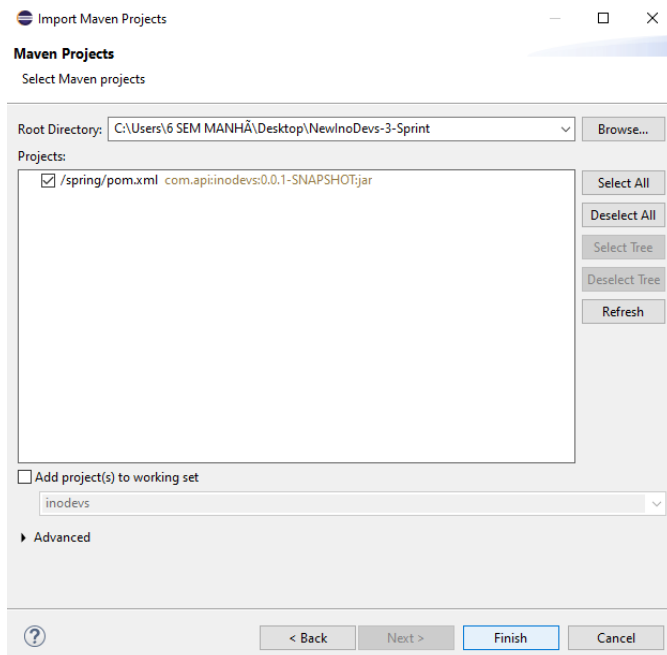 Import Maven Projects
Maven Projects
Select Maven projects
Root Directory: C:\Users\6 SEM MANHÃ\Desktop\NewInoDevs-3-Sprint Browse...
Projects:
/spring/pom.xml com.api:inodevs:0.0.1-SNAPSHOT:jar
Select All
Deselect All
Select Tree
Deselect Tree
Refresh
Add project(s) to working set
inodevs
Advanced
? < Back Next > Finish Cancel